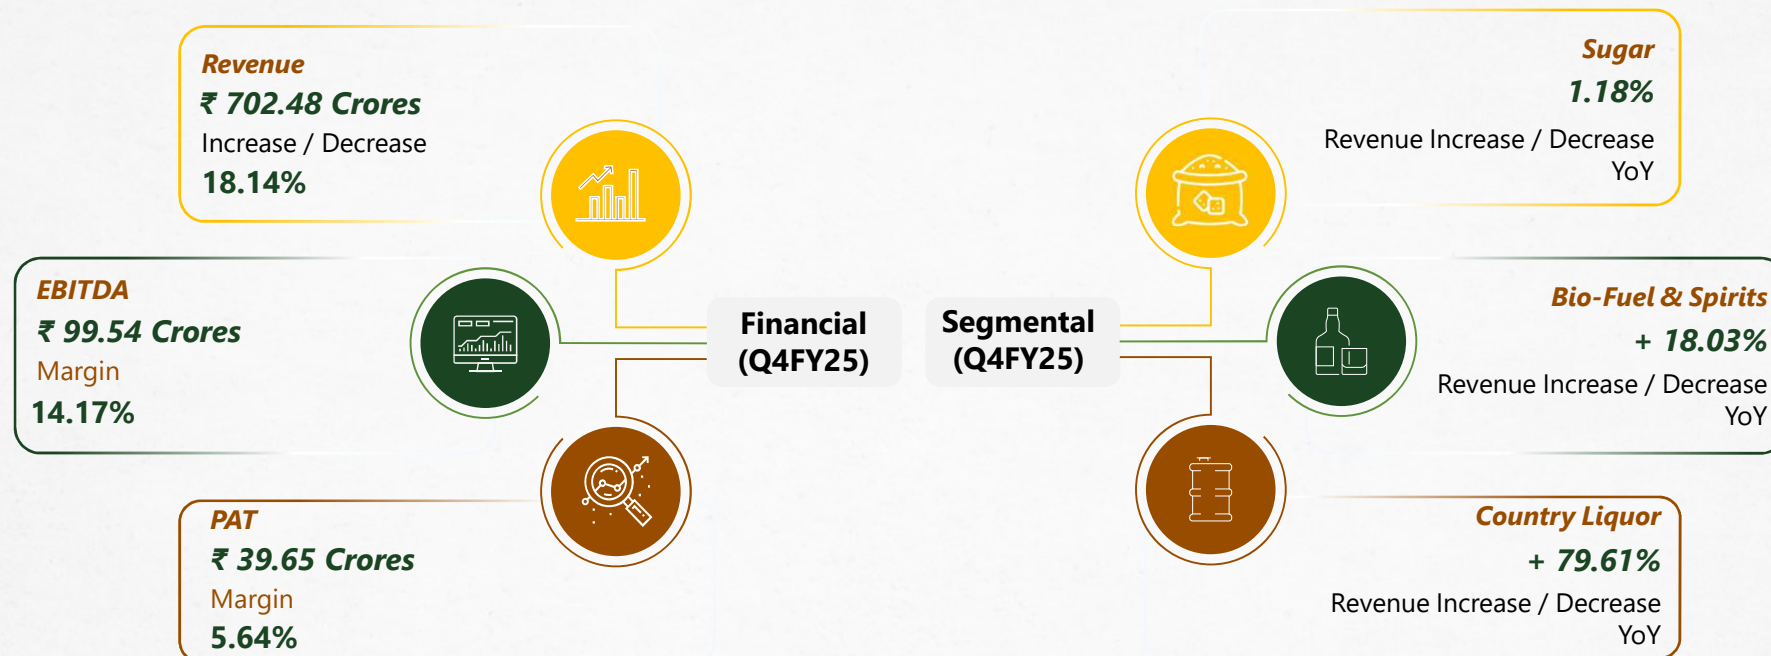 Revenue
₹ 702.48 Crores
Increase / Decrease
18.14%
EBITDA
₹ 99.54 Crores
Margin
14.17%
PAT
₹ 39.65 Crores
Margin
5.64%
Financial
(Q4FY25)
Segmental
(Q4FY25)
Sugar
1.18%
Revenue Increase / Decrease
YoY
Bio-Fuel & Spirits
+ 18.03%
Revenue Increase / Decrease
YoY
Country Liquor
+ 79.61%
Revenue Increase / Decrease
YoY